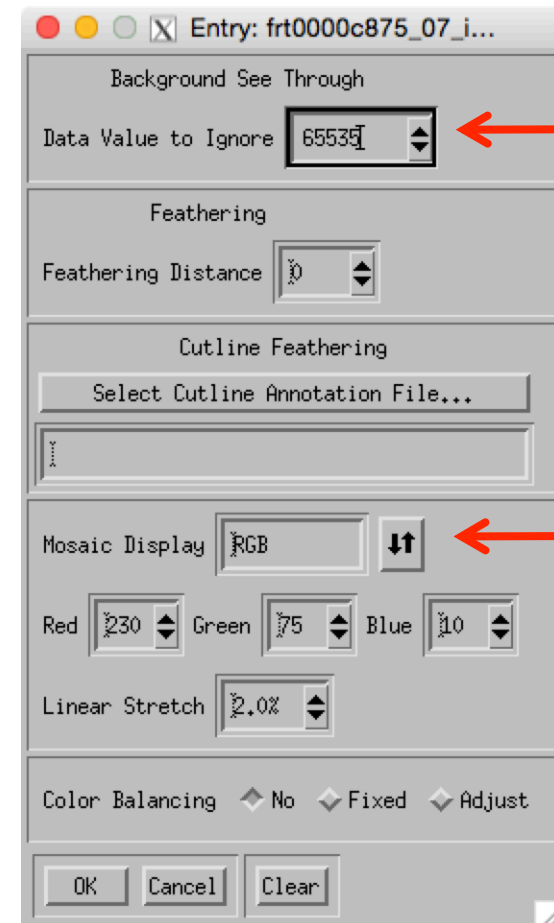 Entry: frt0000c875_07_i...
Background See Through
Data Value to Ignore 65535
Feathering
Feathering Distance 0
Cutline Feathering
Select Cutline Annotation File...
Mosaic Display RGB
Red 230 Green 75 Blue 10
Linear Stretch 2.0%
Color Balancing No Fixed Adjust
OK Cancel Clear